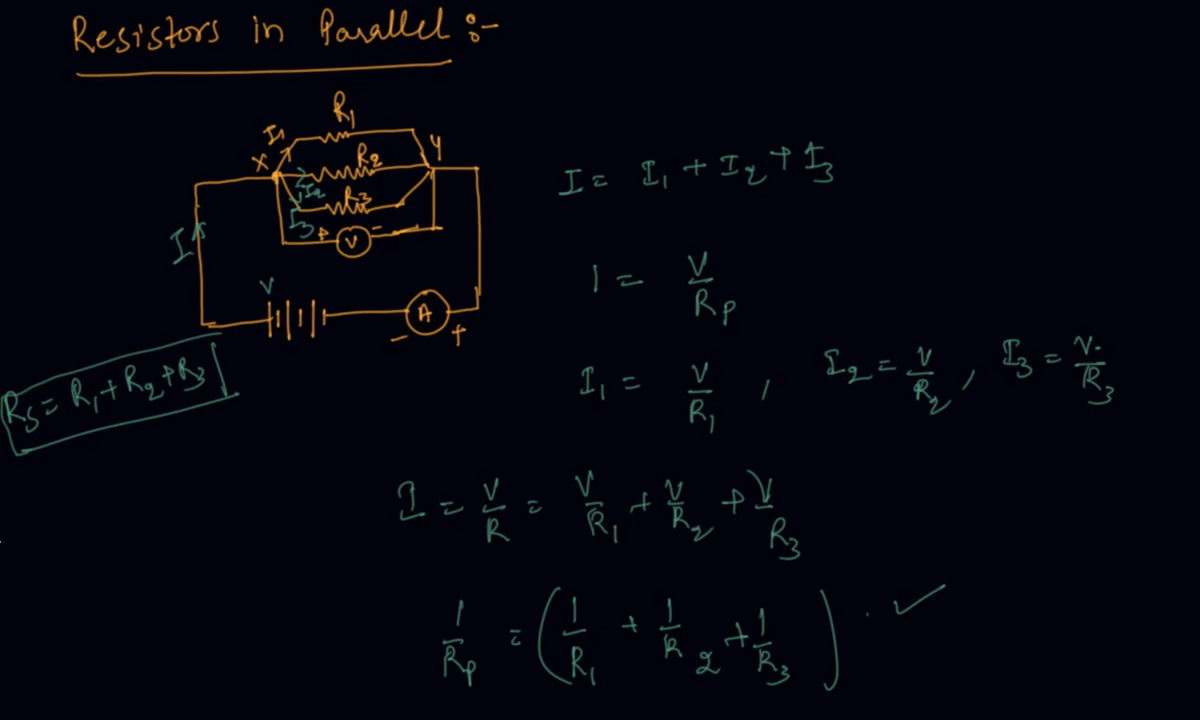 Resistors in Parallel :-
R₁
I₁
X
Y
R₂
I₂
R₃
I₃
+ V -
I
V
- A +
Rs = R₁ + R₂ + R₃
I = I₁ + I₂ + I₃
I = V/Rp
I₁ = V/R₁ , I₂ = V/R₂ , I₃ = V/R₃
I = V/R = V/R₁ + V/R₂ + V/R₃
1/Rp = (1/R₁ + 1/R₂ + 1/R₃) . ✓